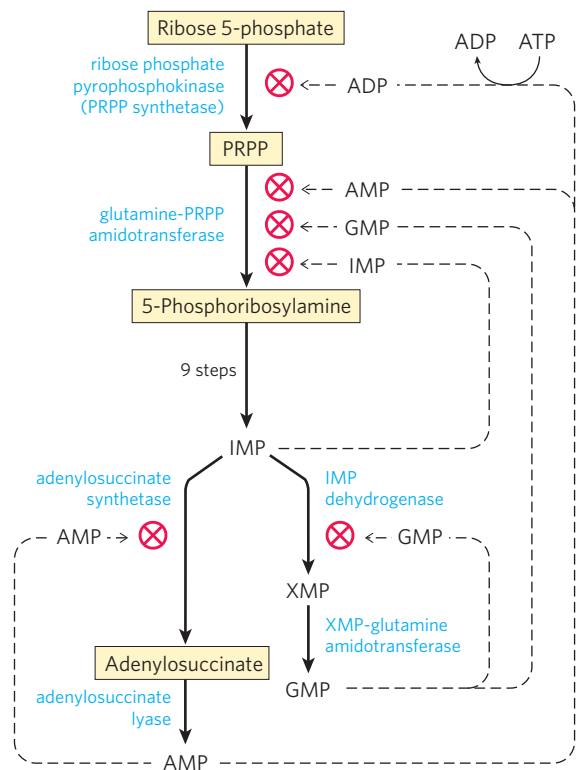 Ribose 5-phosphate
ADP ATP
ribose phosphate
pyrophosphokinase
(PRPP synthetase)
ADP
PRPP
AMP
glutamine-PRPP
amidotransferase
GMP
IMP
5-Phosphoribosylamine
9 steps
IMP
adenylosuccinate
synthetase
IMP
dehydrogenase
AMP
GMP
XMP
XMP-glutamine
amidotransferase
Adenylosuccinate
GMP
adenylosuccinate
lyase
AMP